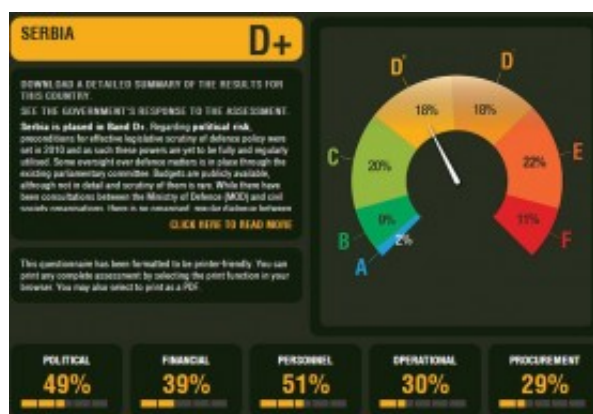 SERBIA
D+
DOWNLOAD A DETAILED SUMMARY OF THE RESULTS FOR
THIS COUNTRY.
SEE THE GOVERNMENT'S RESPONSE TO THE ASSESSMENT.
Serbia is placed in Band D+. Regarding political risk,
preconditions for effective legislative scrutiny of defence policy were
set in 2010 and as such these powers are yet to be fully and regularly
utilised. Some oversight over defence matters is in place through the
existing parliamentary committee. Budgets are publicly available,
although not in detail and scrutiny of them is rare. While there have
been consultations between the Ministry of Defence (MOD) and civil
society organisations, there is no organised, regular dialogue between
CLICK HERE TO READ MORE
This questionnaire has been formatted to be printer-friendly. You can
print any complete assessment by selecting the print function in your
browser. You may also select to print as a PDF.
A
2%
B
9%
C
20%
D+
18%
D
18%
E
22%
F
11%
POLITICAL
49%
FINANCIAL
39%
PERSONNEL
51%
OPERATIONAL
30%
PROCUREMENT
29%